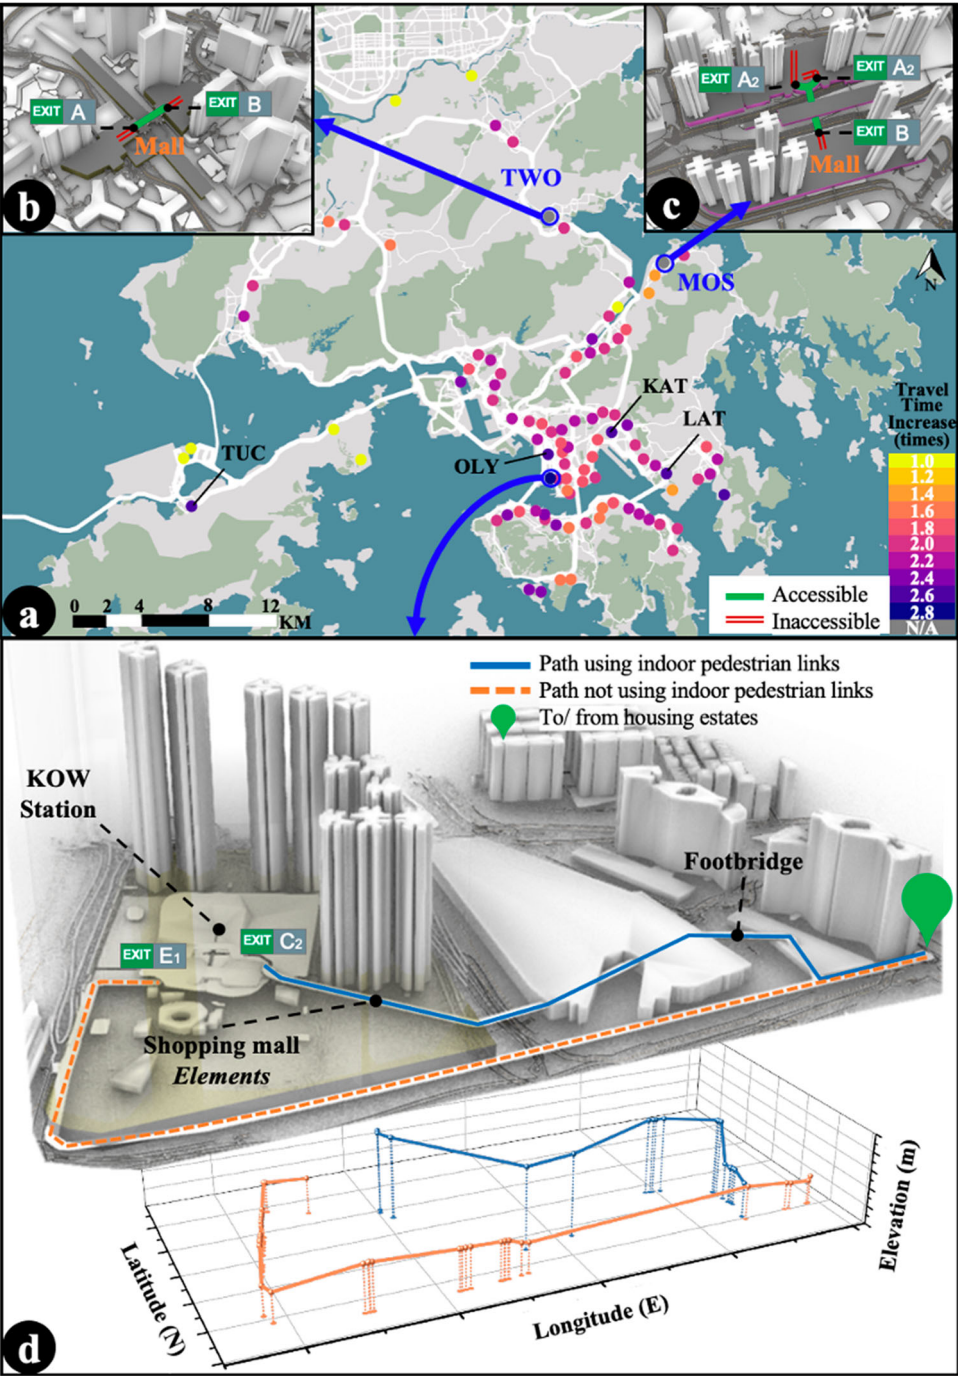 EXIT A
EXIT B
Mall
b
TWO
EXIT A2
EXIT A2
EXIT B
Mall
c
MOS
N
KAT
LAT
OLY
TUC
Travel
Time
Increase
(times)
1.0
1.2
1.4
1.6
1.8
2.0
2.2
2.4
2.6
2.8
N/A
Accessible
Inaccessible
a
0 2 4 8 12
KM
Path using indoor pedestrian links
Path not using indoor pedestrian links
To/ from housing estates
KOW
Station
Footbridge
EXIT E1
EXIT C2
Shopping mall
Elements
Latitude (N)
Longitude (E)
Elevation (m)
d